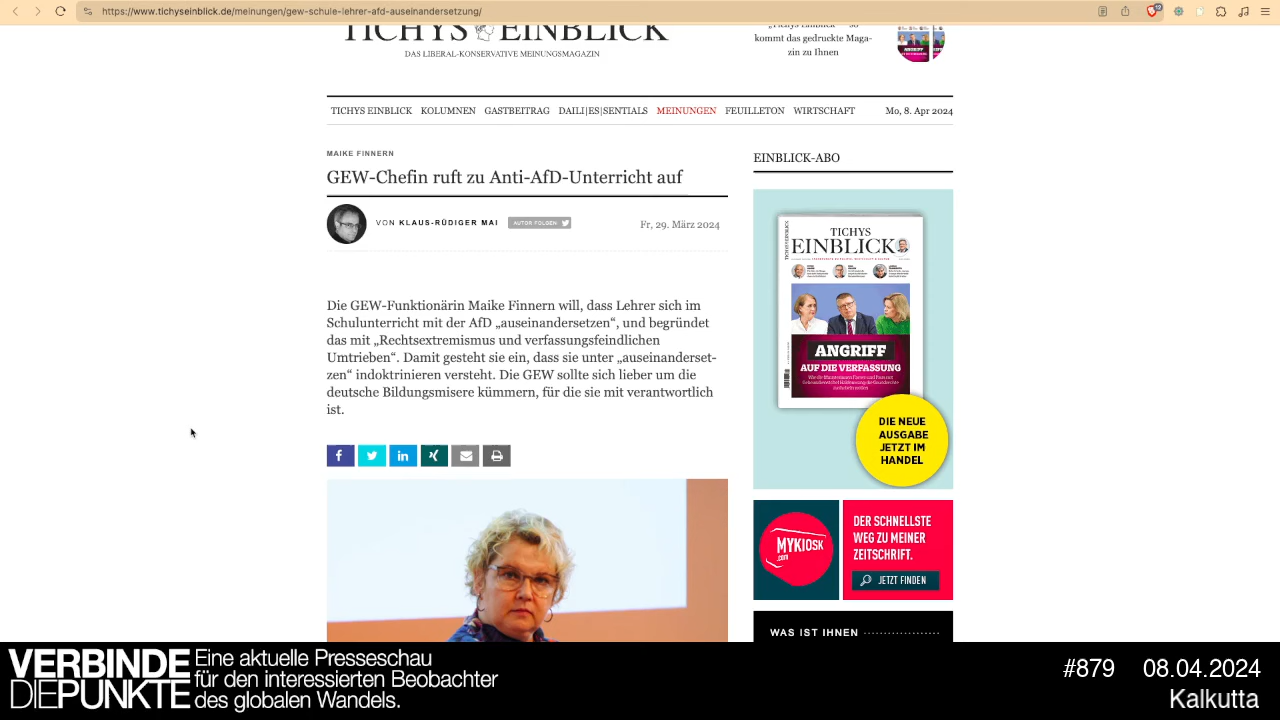 https://www.tichyseinblick.de/meinungen/
TICHYS EINBLICK
DAS LIBERAL-KONSERVATIVE MEINUNGSMAGAZIN
„Tichys Einblick“ – so
kommt das gedruckte Maga-
zin zu Ihnen
TICHYS EINBLICK KOLUMNEN GASTBEITRAG DAILI|ES|SENTIALS MEINUNGEN FEUILLETON WIRTSCHAFT Mo, 8. Apr 2024
MAIKE FINNERN
GEW-Chefin ruft zu Anti-AfD-Unterricht auf
VON KLAUS-RÜDIGER MAI AUTOR FOLGEN Fr, 29. März 2024
Die GEW-Funktionärin Maike Finnern will, dass Lehrer sich im
Schulunterricht mit der AfD „auseinandersetzen“, und begründet
das mit „Rechtsextremismus und verfassungsfeindlichen
Umtrieben“. Damit gesteht sie ein, dass sie unter „auseinanderset-
zen“ indoktrinieren versteht. Die GEW sollte sich lieber um die
deutsche Bildungsmisere kümmern, für die sie mit verantwortlich
ist.
EINBLICK-ABO
TICHYS
EINBLICK
ANGRIFF
AUF DIE VERFASSUNG
DIE NEUE
AUSGABE
JETZT IM
HANDEL
MYKIOSK
.com
DER SCHNELLSTE
WEG ZU MEINER
ZEITSCHRIFT.
JETZT FINDEN
WAS IST IHNEN
VERBINDE
DIEPUNKTE
Eine aktuelle Presseschau
für den interessierten Beobachter
des globalen Wandels.
#879 08.04.2024
Kalkutta